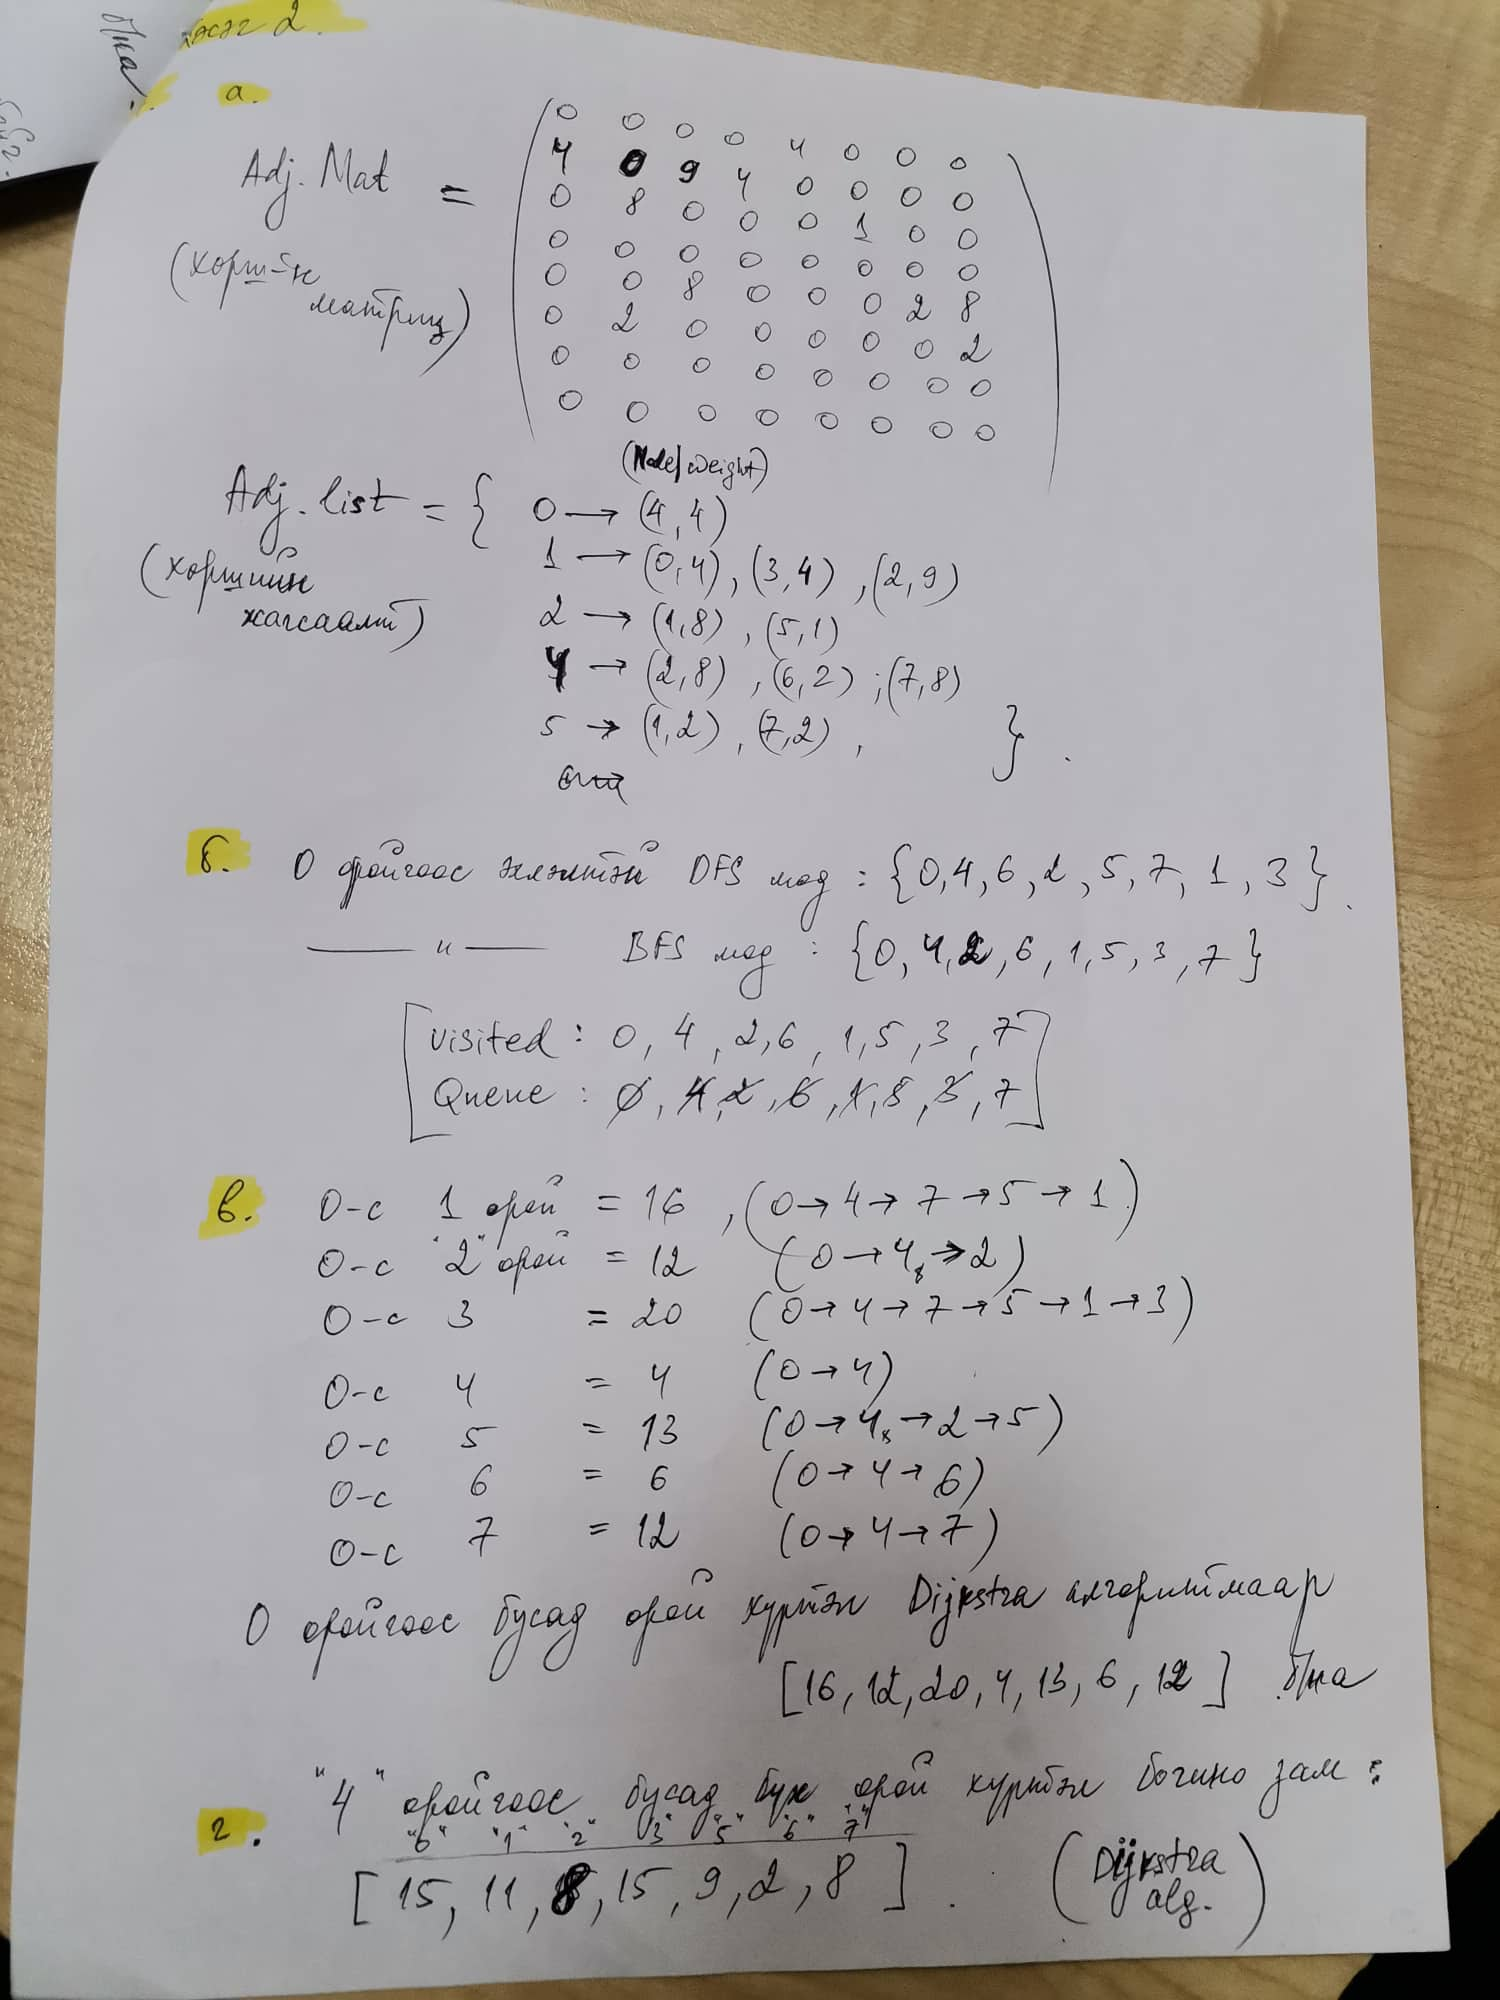 хэсэг 2.
а.
Adj. Mat =
(хорш-йн
матриц)
0 0 0 0 4 0 0 0
4 0 9 4 0 0 0 0
0 8 0 0 0 1 0 0
0 0 0 0 0 0 0 0
0 0 8 0 0 0 2 8
0 2 0 0 0 0 0 2
0 0 0 0 0 0 0 0
0 0 0 0 0 0 0 0
(Node/weight)
Adj. list = { 0 → (4, 4)
(хоршийн
жагсаалт)
1 → (0,4), (3,4), (2,9)
2 → (1,8), (5,1)
4 → (2,8), (6,2); (7,8)
5 → (1,2), (7,2), }.
б. 0 оройгоос эхлэлтэй DFS мод : {0,4,6,2,5,7,1,3}.
—— " —— BFS мод : {0,4,2,6,1,5,3,7}
Visited : 0, 4, 2, 6, 1, 5, 3, 7
Queue : 0, 4, 2, 6, 1, 5, 3, 7
в. 0-с 1 орой = 16, (0→4→7→5→1)
0-с "2" орой = 12 (0→4→2)
0-с 3 = 20 (0→4→7→5→1→3)
0-с 4 = 4 (0→4)
0-с 5 = 13 (0→4→2→5)
0-с 6 = 6 (0→4→6)
0-с 7 = 12 (0→4→7)
0 оройгоос бусад орой хүртэл Dijkstra алгоритмаар
[16, 12, 20, 4, 13, 6, 12] б/на
г. "4" оройгоос бусад бүх орой хүртэл богино зам :
"0" "1" "2" "3" "5" "6" "7"
[15, 11, 8, 15, 9, 2, 8]. (Dijkstra
alg.)